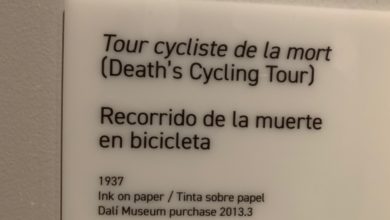 Tour cycliste de la mort
(Death's Cycling Tour)
Recorrido de la muerte
en bicicleta
1937
Ink on paper / Tinta sobre papel
Dalí Museum purchase 2013.3